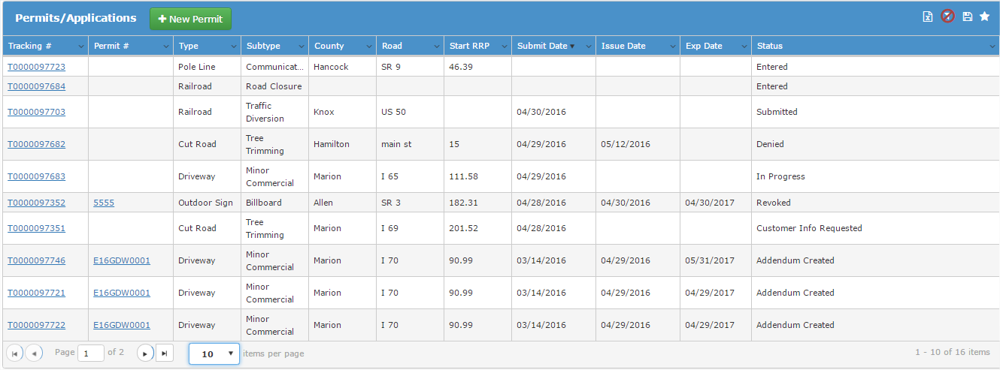 Permits/Applications + New Permit
Tracking # Permit # Type Subtype County Road Start RRP Submit Date Issue Date Exp Date Status
T0000097723 Pole Line Communicat... Hancock SR 9 46.39 Entered
T0000097684 Railroad Road Closure Entered
T0000097703 Railroad Traffic Diversion Knox US 50 04/30/2016 Submitted
T0000097682 Cut Road Tree Trimming Hamilton main st 15 04/29/2016 05/12/2016 Denied
T0000097683 Driveway Minor Commercial Marion I 65 111.58 04/29/2016 In Progress
T0000097352 5555 Outdoor Sign Billboard Allen SR 3 182.31 04/28/2016 04/30/2016 04/30/2017 Revoked
T0000097351 Cut Road Tree Trimming Marion I 69 201.52 04/28/2016 Customer Info Requested
T0000097746 E16GDW0001 Driveway Minor Commercial Marion I 70 90.99 03/14/2016 04/29/2016 05/31/2017 Addendum Created
T0000097721 E16GDW0001 Driveway Minor Commercial Marion I 70 90.99 03/14/2016 04/29/2016 04/29/2017 Addendum Created
T0000097722 E16GDW0001 Driveway Minor Commercial Marion I 70 90.99 03/14/2016 04/29/2016 04/29/2017 Addendum Created
Page 1 of 2 10 items per page 1 - 10 of 16 items